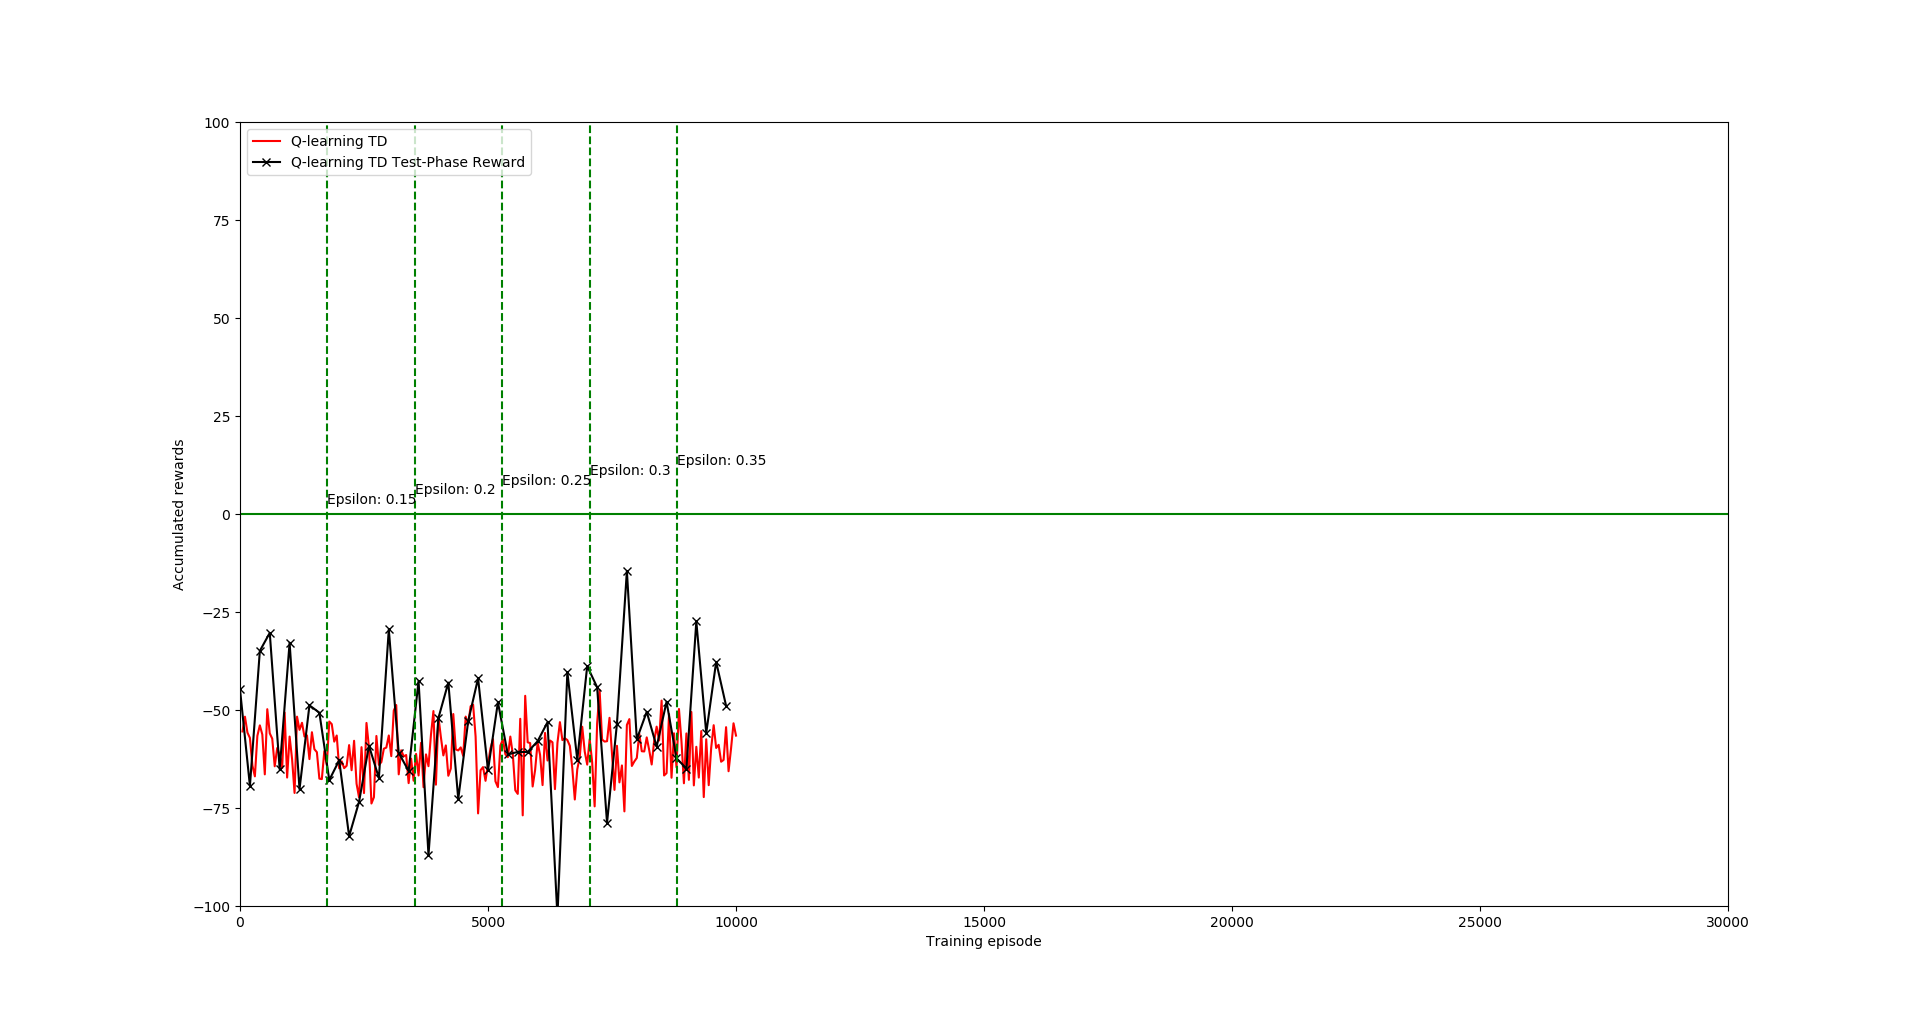 Q-learning TD
Q-learning TD Test-Phase Reward
100
75
50
25
0
−25
−50
−75
−100
Accumulated rewards
Epsilon: 0.15
Epsilon: 0.2
Epsilon: 0.25
Epsilon: 0.3
Epsilon: 0.35
0
5000
10000
15000
20000
25000
30000
Training episode